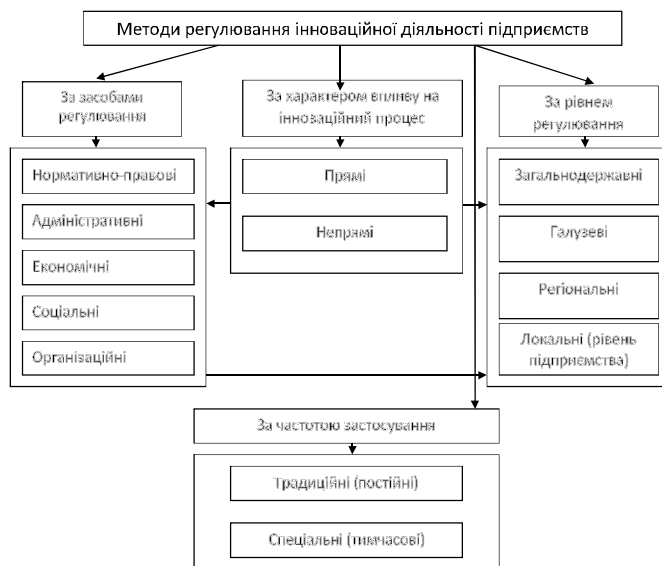 Методи регулювання інноваційної діяльності підприємств
За засобами
регулювання
За характером впливу на
інноваційний процес
За рівнем
регулювання
Нормативно-правові
Адміністративні
Економічні
Соціальні
Організаційні
Прямі
Непрямі
Загальнодержавні
Галузеві
Регіональні
Локальні (рівень
підприємства)
За частотою застосування
Традиційні (постійні)
Спеціальні (тимчасові)